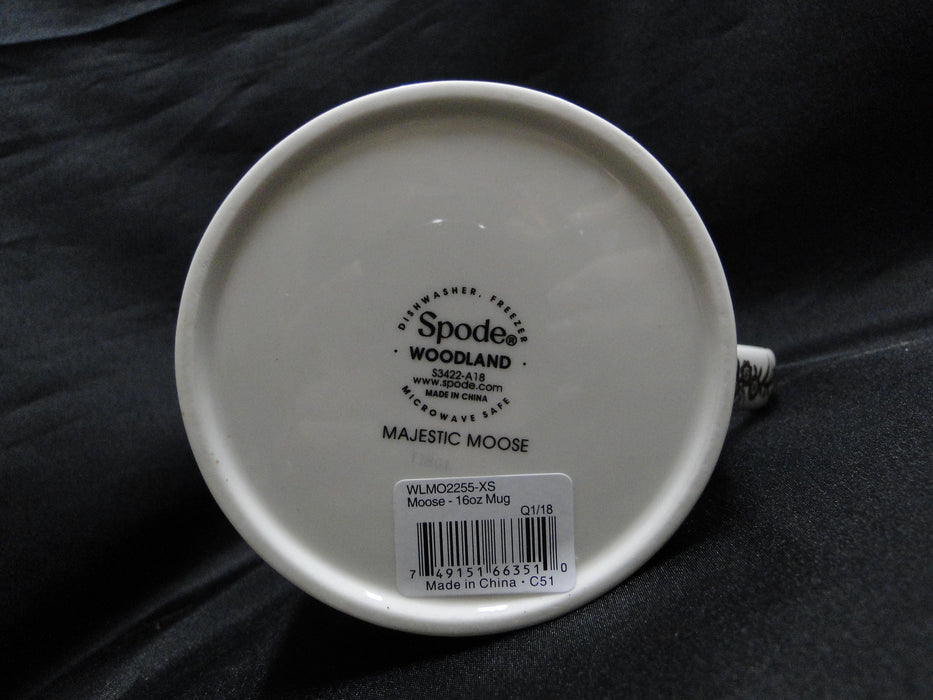 DISHWASHER, FREEZER
Spode®
· WOODLAND ·
S3422-A18
www.spode.com
MADE IN CHINA
MICROWAVE SAFE
MAJESTIC MOOSE
WLMO2255-XS
Moose - 16oz Mug
Q1/18
7 49151 66351 0
Made in China · C51